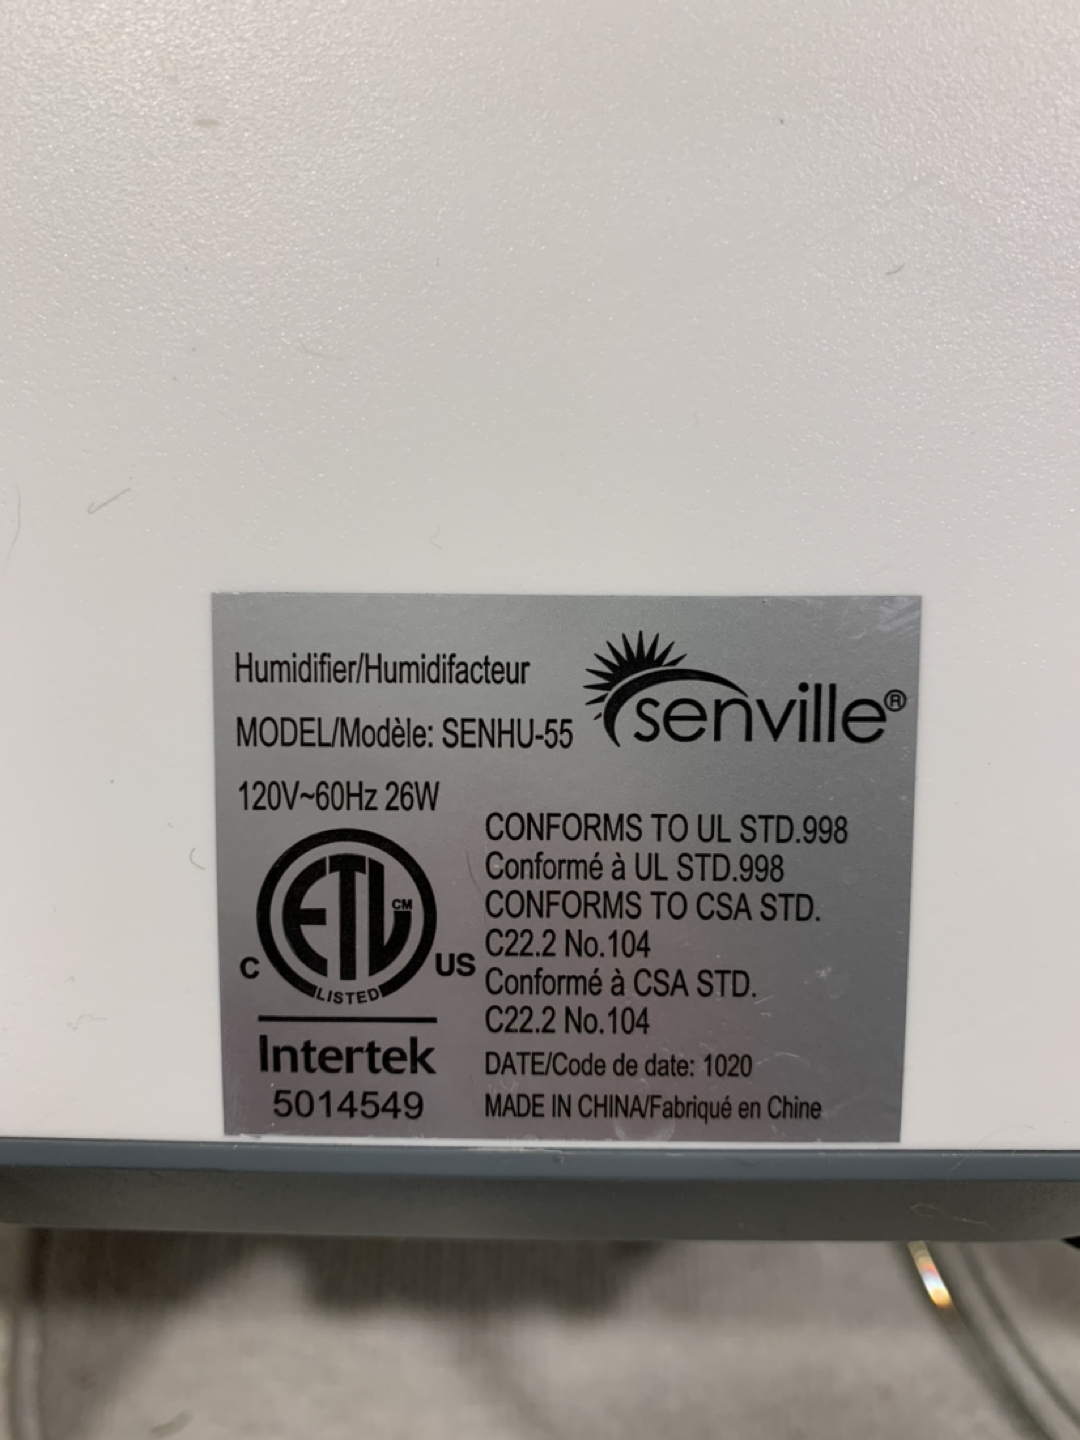 Humidifier/Humidifacteur
senville®
MODEL/Modèle: SENHU-55
120V~60Hz 26W
CONFORMS TO UL STD.998
Conformé à UL STD.998
CONFORMS TO CSA STD.
C22.2 No.104
Conformé à CSA STD.
C22.2 No.104
ETL CM
C US
LISTED
Intertek
5014549
DATE/Code de date: 1020
MADE IN CHINA/Fabriqué en Chine